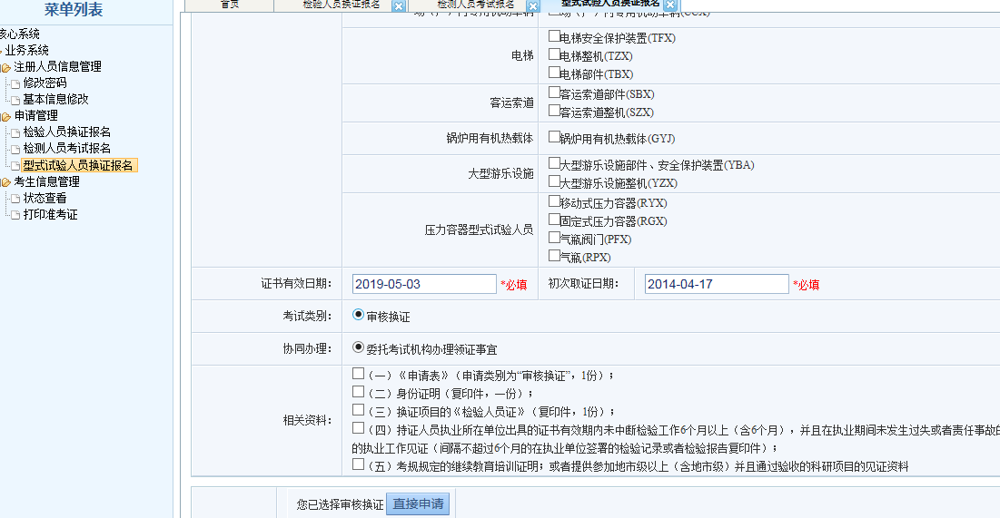 菜单列表
核心系统
业务系统
注册人员信息管理
修改密码
基本信息修改
申请管理
检验人员换证报名
检测人员考试报名
型式试验人员换证报名
考生信息管理
状态查看
打印准考证
首页 检验人员换证报名 检测人员考试报名 型式试验人员换证报名
电梯
电梯安全保护装置(TFX)
电梯整机(TZX)
电梯部件(TBX)
客运索道
客运索道部件(SBX)
客运索道整机(SZX)
锅炉用有机热载体
锅炉用有机热载体(GYJ)
大型游乐设施
大型游乐设施部件、安全保护装置(YBA)
大型游乐设施整机(YZX)
压力容器型式试验人员
移动式压力容器(RYX)
固定式压力容器(RGX)
气瓶阀门(PFX)
气瓶(RPX)
证书有效日期： 2019-05-03 *必填 初次取证日期： 2014-04-17 *必填
考试类别： 审核换证
协同办理： 委托考试机构办理领证事宜
相关资料：
（一）《申请表》（申请类别为“审核换证”，1份）；
（二）身份证明（复印件，一份）；
（三）换证项目的《检验人员证》（复印件，1份）；
（四）持证人员执业所在单位出具的证书有效期内未中断检验工作6个月以上（含6个月），并且在执业期间未发生过失或者责任事故
的执业工作见证（间隔不超过6个月的在执业单位签署的检验记录或者检验报告复印件）；
（五）考规规定的继续教育培训证明；或者提供参加地市级以上（含地市级）并且通过验收的科研项目的见证资料
您已选择审核换证 直接申请